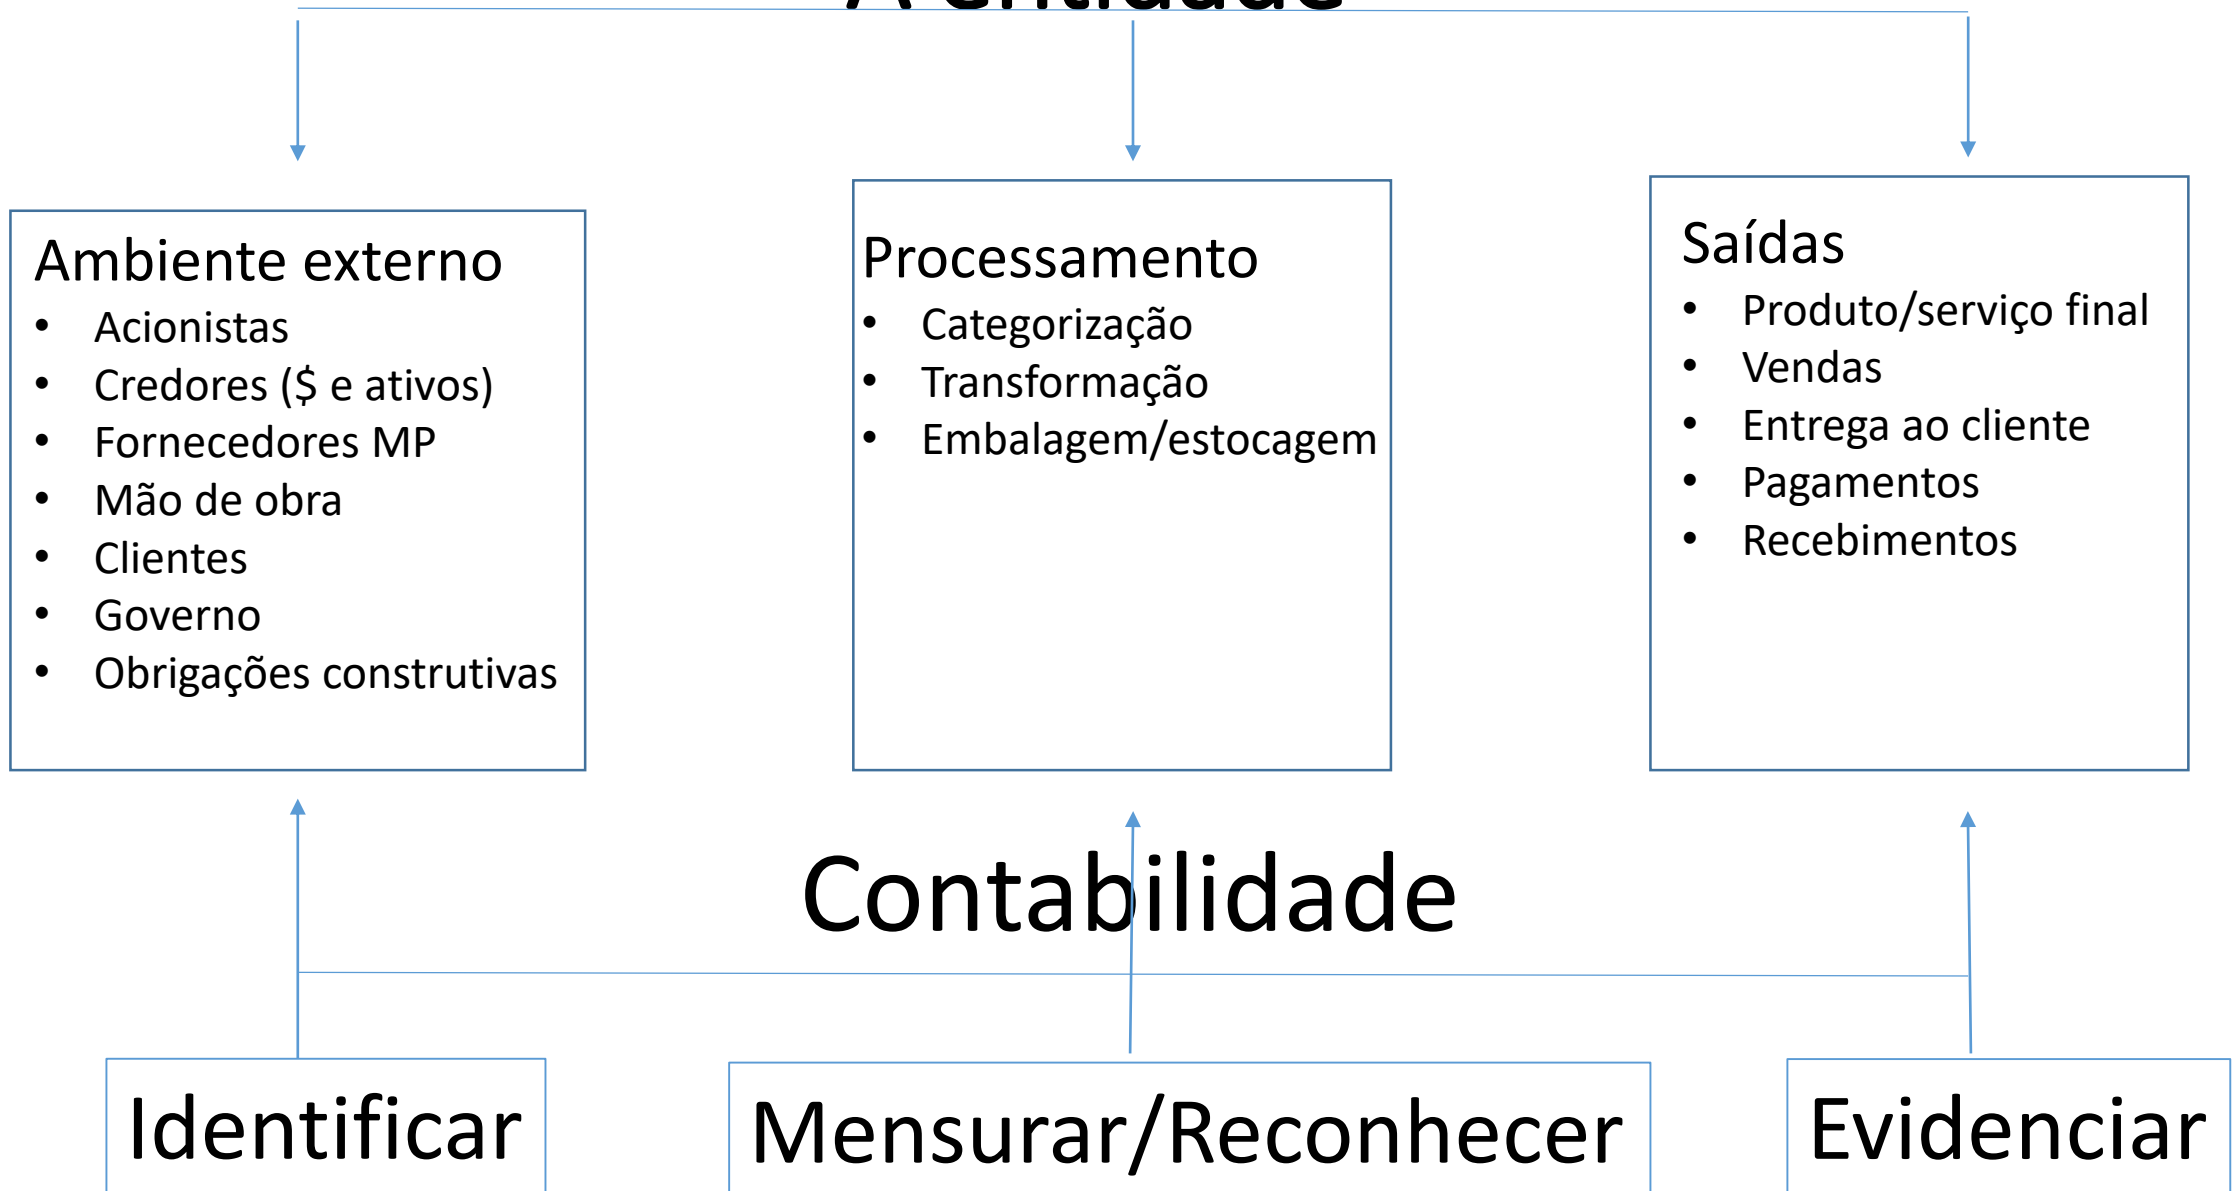 A entidade
Ambiente externo
• Acionistas
• Credores ($ e ativos)
• Fornecedores MP
• Mão de obra
• Clientes
• Governo
• Obrigações construtivas
Processamento
• Categorização
• Transformação
• Embalagem/estocagem
Saídas
• Produto/serviço final
• Vendas
• Entrega ao cliente
• Pagamentos
• Recebimentos
Contabilidade
Identificar
Mensurar/Reconhecer
Evidenciar